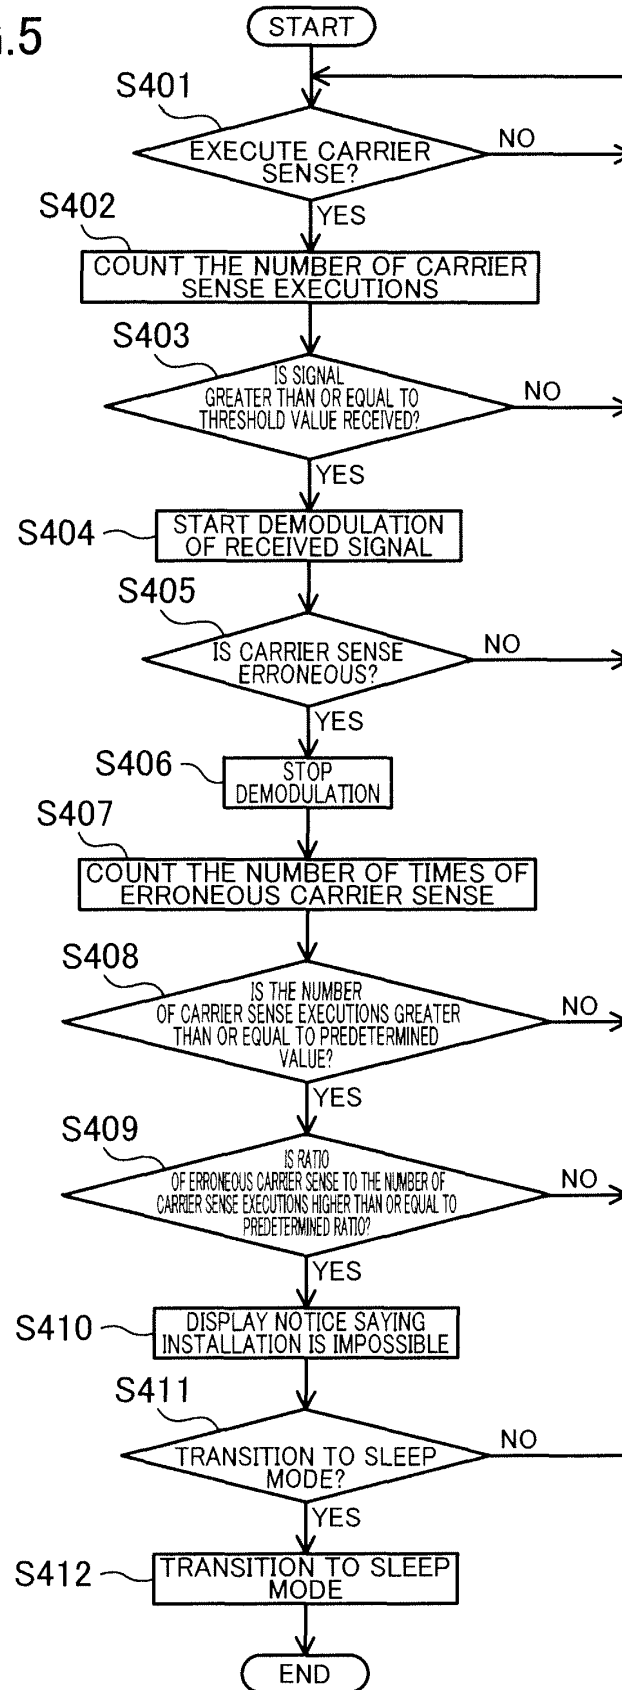 G.5
START
S401
EXECUTE CARRIER
SENSE?
NO
YES
S402
COUNT THE NUMBER OF CARRIER
SENSE EXECUTIONS
S403
IS SIGNAL
GREATER THAN OR EQUAL TO
THRESHOLD VALUE RECEIVED?
NO
YES
S404
START DEMODULATION
OF RECEIVED SIGNAL
S405
IS CARRIER SENSE
ERRONEOUS?
NO
YES
S406
STOP
DEMODULATION
S407
COUNT THE NUMBER OF TIMES OF
ERRONEOUS CARRIER SENSE
S408
IS THE NUMBER
OF CARRIER SENSE EXECUTIONS GREATER
THAN OR EQUAL TO PREDETERMINED
VALUE?
NO
YES
S409
IS RATIO
OF ERRONEOUS CARRIER SENSE TO THE NUMBER OF
CARRIER SENSE EXECUTIONS HIGHER THAN OR EQUAL TO
PREDETERMINED RATIO?
NO
YES
S410
DISPLAY NOTICE SAYING
INSTALLATION IS IMPOSSIBLE
S411
TRANSITION TO SLEEP
MODE?
NO
YES
S412
TRANSITION TO SLEEP
MODE
END